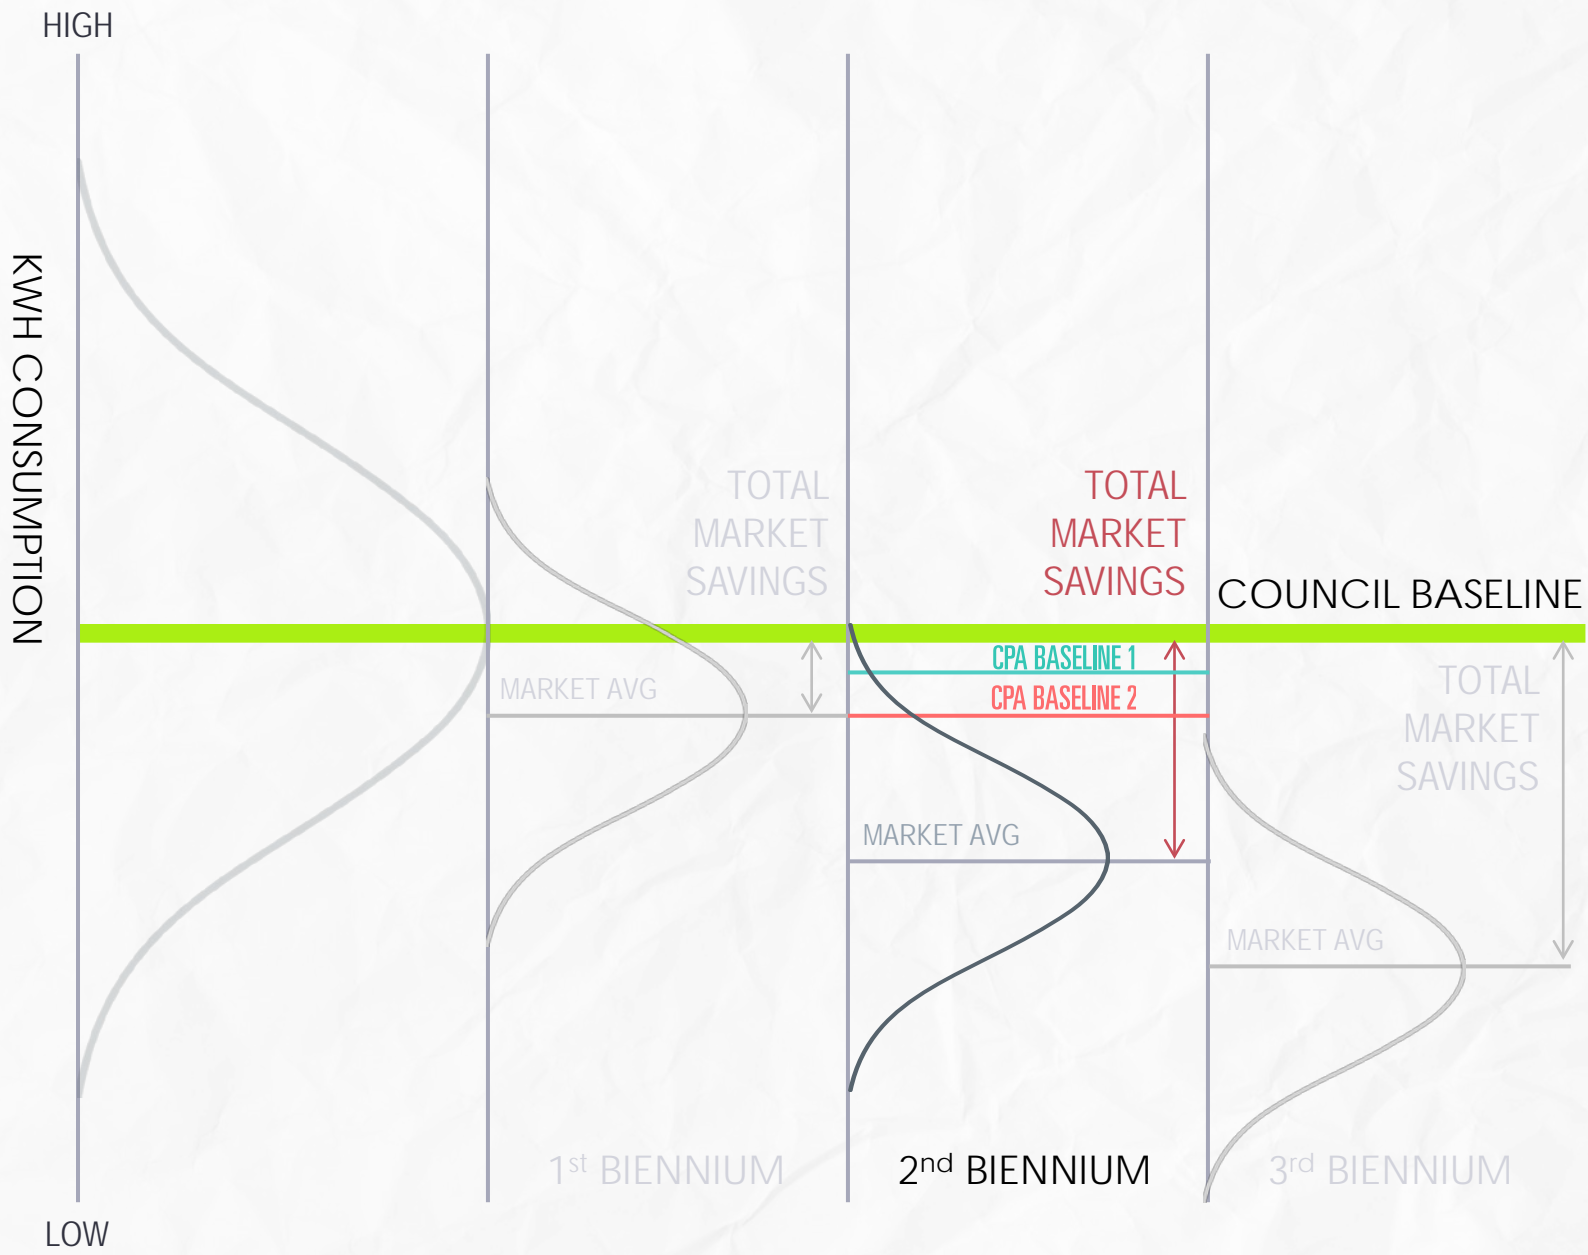 HIGH
KWH CONSUMPTION
TOTAL
MARKET
SAVINGS
MARKET AVG
1st BIENNIUM
TOTAL
MARKET
SAVINGS
CPA BASELINE 1
CPA BASELINE 2
MARKET AVG
2nd BIENNIUM
COUNCIL BASELINE
TOTAL
MARKET
SAVINGS
MARKET AVG
3rd BIENNIUM
LOW